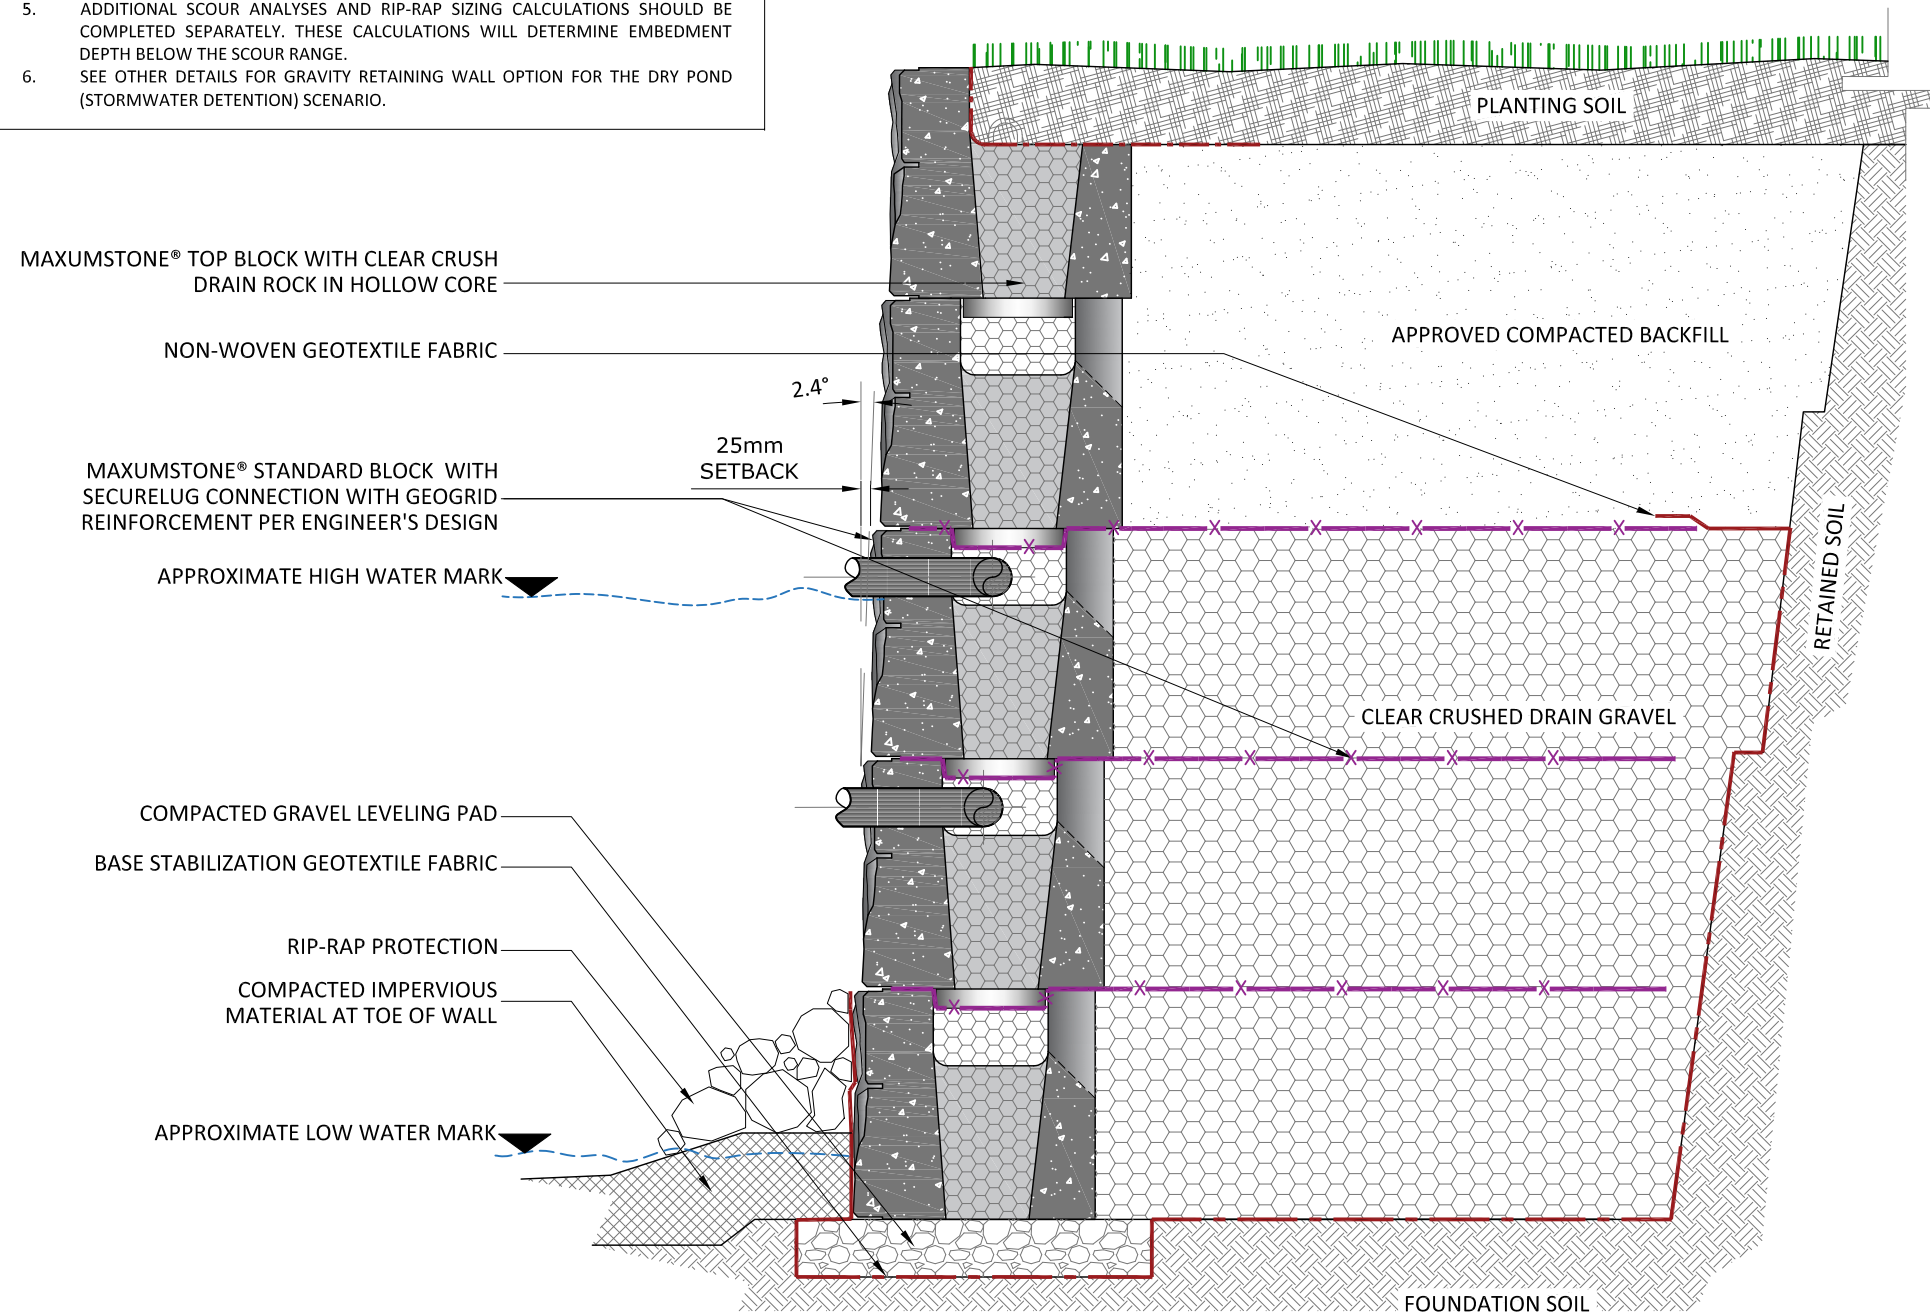 5. ADDITIONAL SCOUR ANALYSES AND RIP-RAP SIZING CALCULATIONS SHOULD BE
COMPLETED SEPARATELY. THESE CALCULATIONS WILL DETERMINE EMBEDMENT
DEPTH BELOW THE SCOUR RANGE.
6. SEE OTHER DETAILS FOR GRAVITY RETAINING WALL OPTION FOR THE DRY POND
(STORMWATER DETENTION) SCENARIO.
PLANTING SOIL
MAXUMSTONE® TOP BLOCK WITH CLEAR CRUSH
DRAIN ROCK IN HOLLOW CORE
NON-WOVEN GEOTEXTILE FABRIC
APPROVED COMPACTED BACKFILL
2.4°
25mm
SETBACK
MAXUMSTONE® STANDARD BLOCK WITH
SECURELUG CONNECTION WITH GEOGRID
REINFORCEMENT PER ENGINEER'S DESIGN
APPROXIMATE HIGH WATER MARK
RETAINED SOIL
CLEAR CRUSHED DRAIN GRAVEL
COMPACTED GRAVEL LEVELING PAD
BASE STABILIZATION GEOTEXTILE FABRIC
RIP-RAP PROTECTION
COMPACTED IMPERVIOUS
MATERIAL AT TOE OF WALL
APPROXIMATE LOW WATER MARK
FOUNDATION SOIL